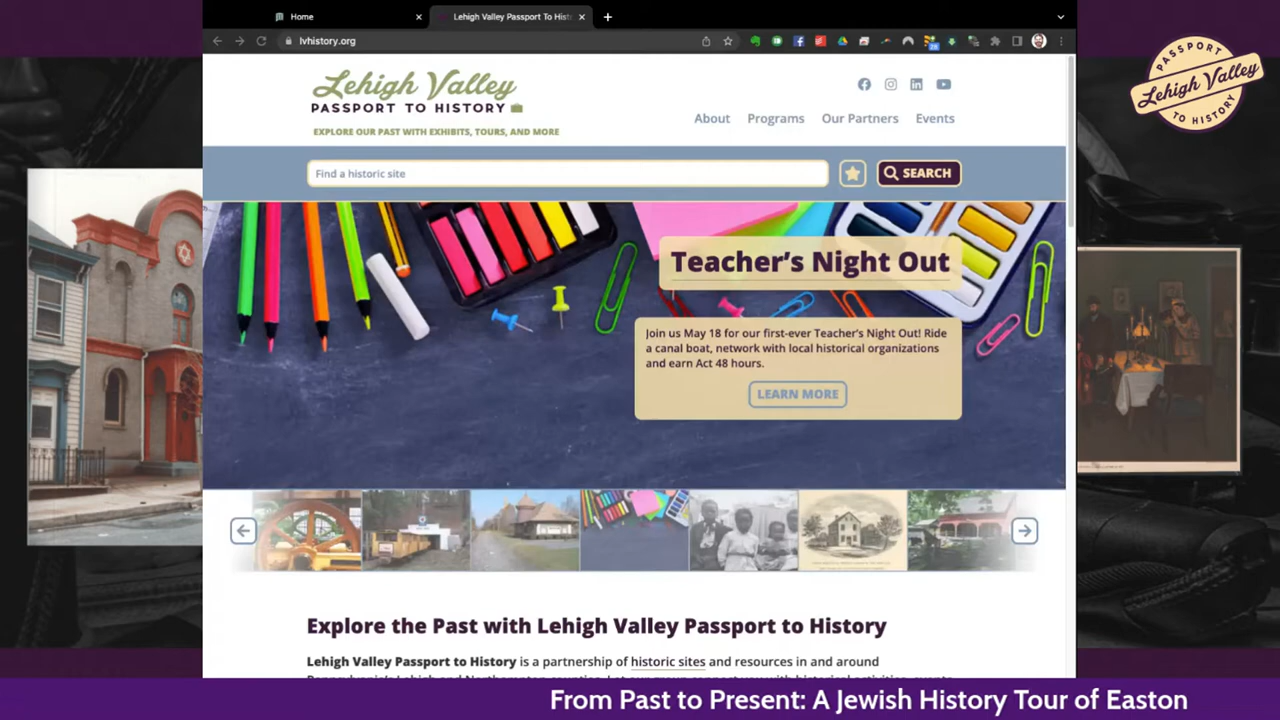 Home
Lehigh Valley Passport To Hist
lvhistory.org
Lehigh Valley
PASSPORT TO HISTORY
EXPLORE OUR PAST WITH EXHIBITS, TOURS, AND MORE
About Programs Our Partners Events
Find a historic site
SEARCH
Teacher's Night Out
Join us May 18 for our first-ever Teacher's Night Out! Ride
a canal boat, network with local historical organizations
and earn Act 48 hours.
LEARN MORE
Explore the Past with Lehigh Valley Passport to History
Lehigh Valley Passport to History is a partnership of historic sites and resources in and around
PASSPORT
Lehigh Valley
TO HISTORY
From Past to Present: A Jewish History Tour of Easton